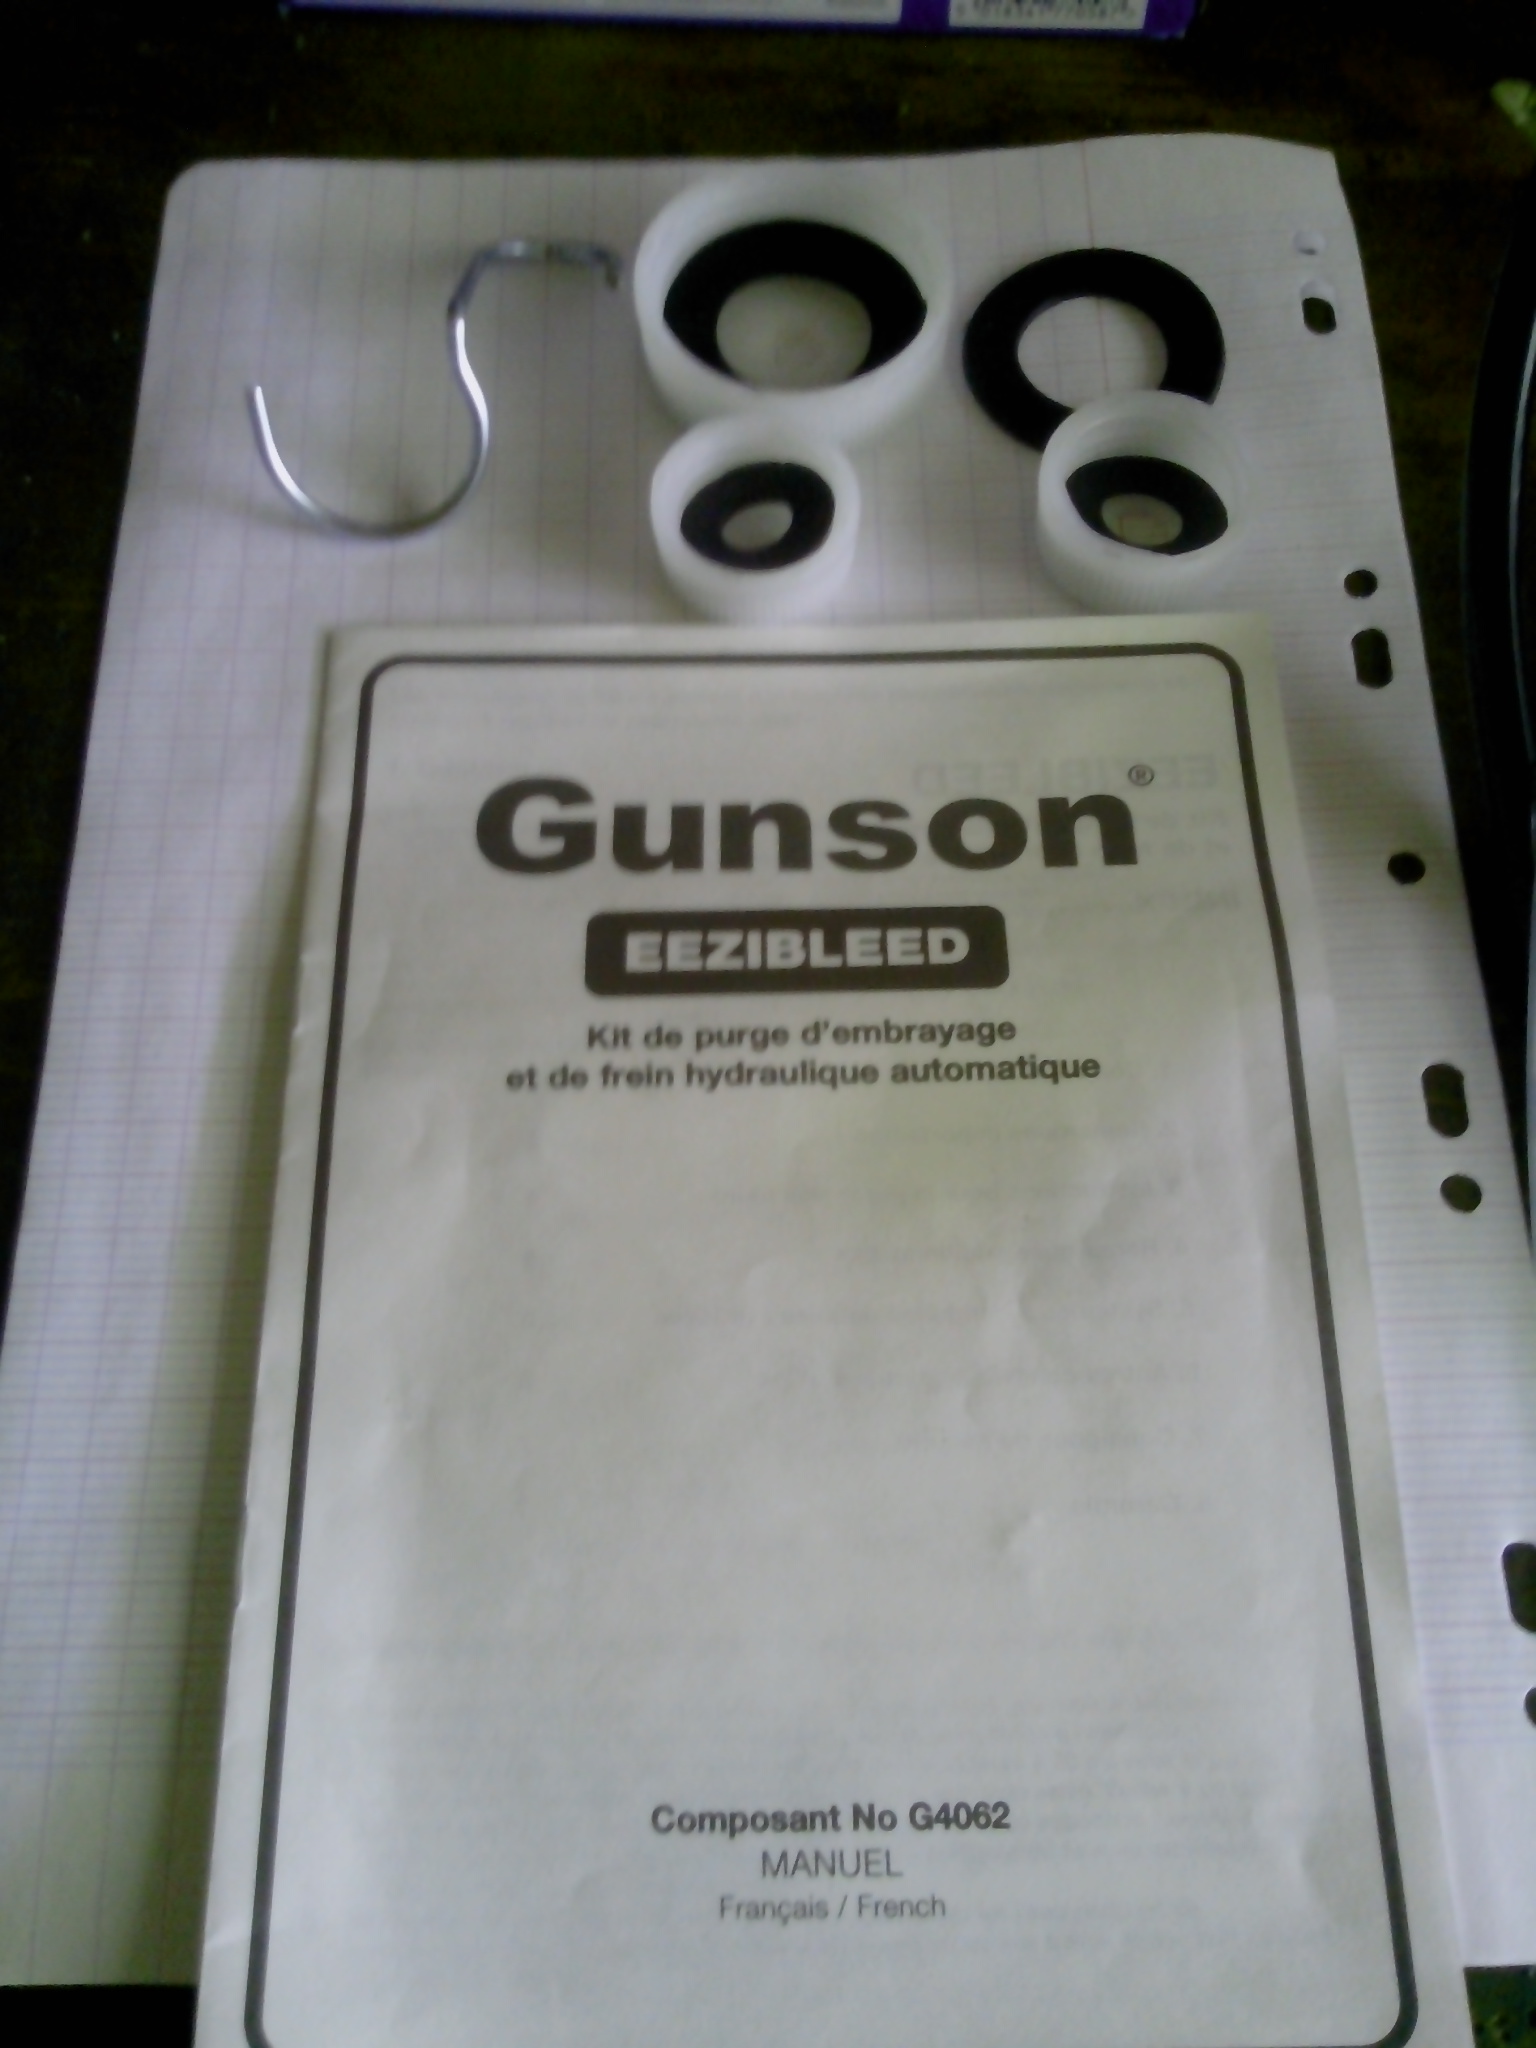 Gunson®
EEZIBLEED
Kit de purge d'embrayage
et de frein hydraulique automatique
Composant No G4062
MANUEL
Français / French